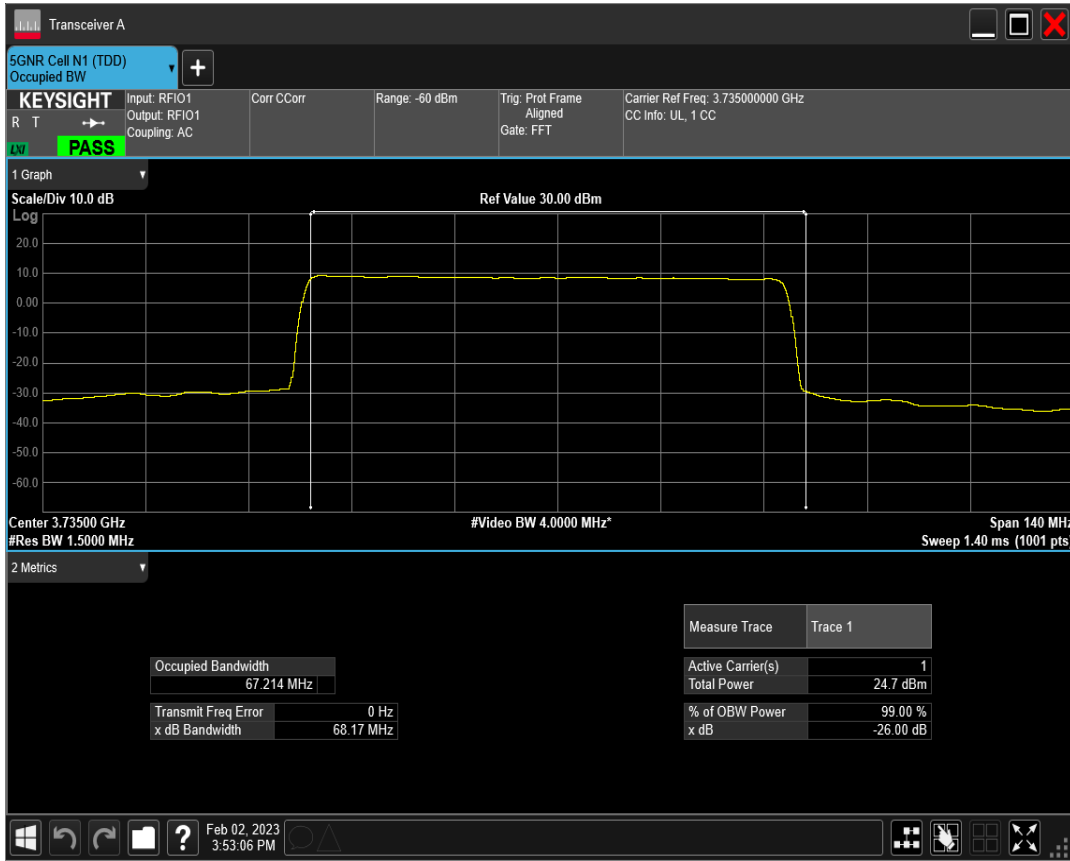 Transceiver A
5GNR Cell N1 (TDD)
Occupied BW
+
KEYSIGHT
R T
LXI
PASS
Input: RFIO1
Output: RFIO1
Coupling: AC
Corr CCorr
Range: -60 dBm
Trig: Prot Frame
Aligned
Gate: FFT
Carrier Ref Freq: 3.735000000 GHz
CC Info: UL, 1 CC
1 Graph
Scale/Div 10.0 dB
Ref Value 30.00 dBm
Log
20.0
10.0
0.00
-10.0
-20.0
-30.0
-40.0
-50.0
-60.0
Center 3.73500 GHz
#Video BW 4.0000 MHz*
Span 140 MHz
#Res BW 1.5000 MHz
Sweep 1.40 ms (1001 pts)
2 Metrics
Measure Trace Trace 1
Occupied Bandwidth
67.214 MHz
Active Carrier(s) 1
Total Power 24.7 dBm
Transmit Freq Error 0 Hz
x dB Bandwidth 68.17 MHz
% of OBW Power 99.00 %
x dB -26.00 dB
?
Feb 02, 2023
3:53:06 PM